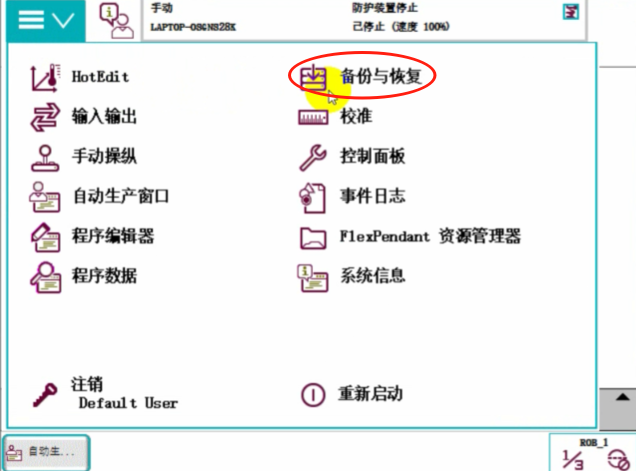 手动
LAPTOP-OSGNS28K
防护装置停止
已停止 (速度 100%)
HotEdit
备份与恢复
输入输出
校准
手动操纵
控制面板
自动生产窗口
事件日志
程序编辑器
FlexPendant 资源管理器
程序数据
系统信息
注销
Default User
重新启动
自动生...
ROB_1
1/3